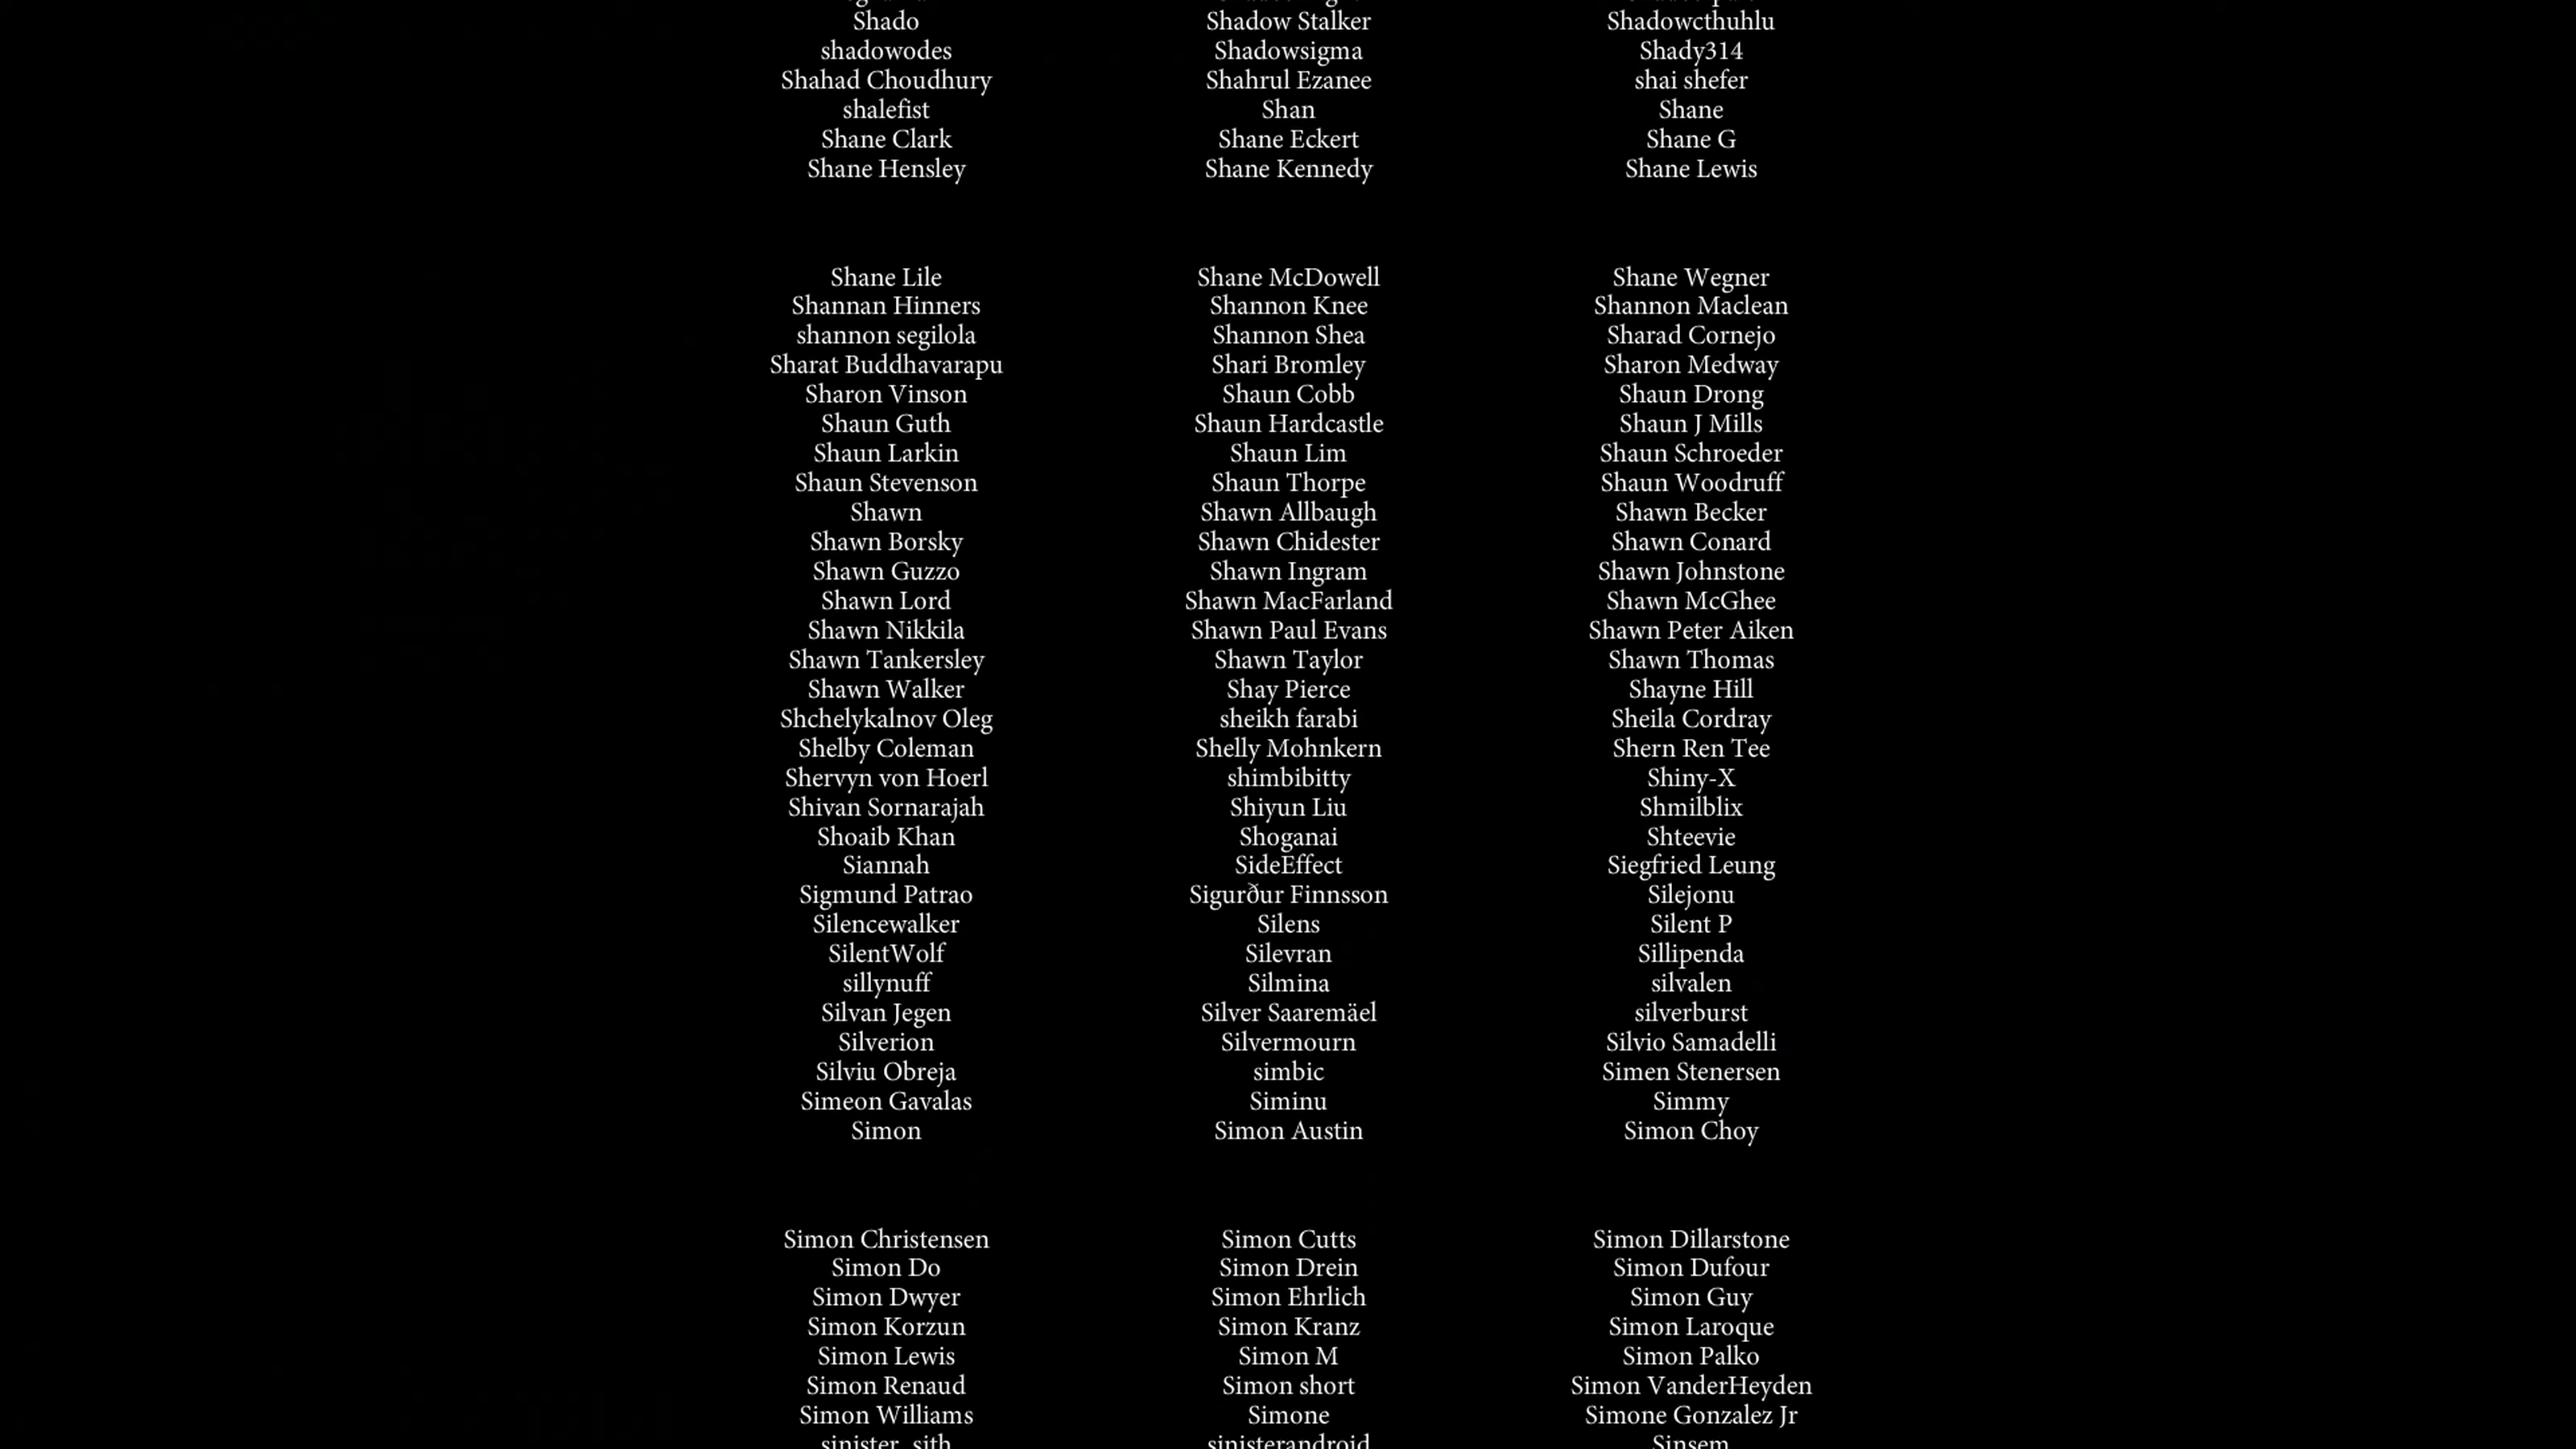 Shado Shadow Stalker Shadowcthuhlu
shadowodes Shadowsigma Shady314
Shahad Choudhury Shahrul Ezanee shai shefer
shalefist Shan Shane
Shane Clark Shane Eckert Shane G
Shane Hensley Shane Kennedy Shane Lewis
Shane Lile Shane McDowell Shane Wegner
Shannan Hinners Shannon Knee Shannon Maclean
shannon segilola Shannon Shea Sharad Cornejo
Sharat Buddhavarapu Shari Bromley Sharon Medway
Sharon Vinson Shaun Cobb Shaun Drong
Shaun Guth Shaun Hardcastle Shaun J Mills
Shaun Larkin Shaun Lim Shaun Schroeder
Shaun Stevenson Shaun Thorpe Shaun Woodruff
Shawn Shawn Allbaugh Shawn Becker
Shawn Borsky Shawn Chidester Shawn Conard
Shawn Guzzo Shawn Ingram Shawn Johnstone
Shawn Lord Shawn MacFarland Shawn McGhee
Shawn Nikkila Shawn Paul Evans Shawn Peter Aiken
Shawn Tankersley Shawn Taylor Shawn Thomas
Shawn Walker Shay Pierce Shayne Hill
Shchelykalnov Oleg sheikh farabi Sheila Cordray
Shelby Coleman Shelly Mohnkern Shern Ren Tee
Shervyn von Hoerl shimbibitty Shiny-X
Shivan Sornarajah Shiyun Liu Shmilblix
Shoaib Khan Shoganai Shteevie
Siannah SideEffect Siegfried Leung
Sigmund Patrao Sigurður Finnsson Silejonu
Silencewalker Silens Silent P
SilentWolf Silevran Sillipenda
sillynuff Silmina silvalen
Silvan Jegen Silver Saaremäel silverburst
Silverion Silvermourn Silvio Samadelli
Silviu Obreja simbic Simen Stenersen
Simeon Gavalas Siminu Simmy
Simon Simon Austin Simon Choy
Simon Christensen Simon Cutts Simon Dillarstone
Simon Do Simon Drein Simon Dufour
Simon Dwyer Simon Ehrlich Simon Guy
Simon Korzun Simon Kranz Simon Laroque
Simon Lewis Simon M Simon Palko
Simon Renaud Simon short Simon VanderHeyden
Simon Williams Simone Simone Gonzalez Jr
sinister_sith sinisterandroid Sinsem